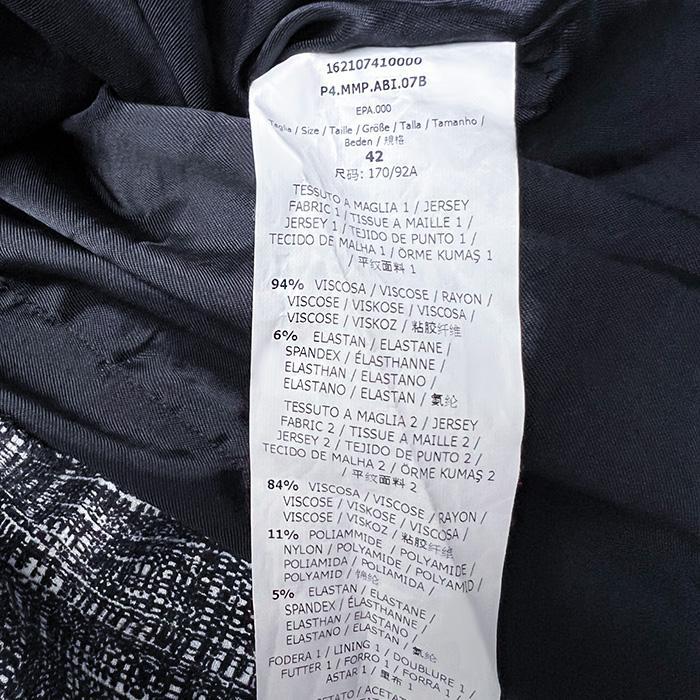 162107410000
P4.MMP.ABI.07B
EPA.000
Taglia / Size / Taille / Größe / Talla / Tamanho /
Beden / 規格
42
尺码: 170/92A
TESSUTO A MAGLIA 1 / JERSEY
FABRIC 1 / TISSUE A MAILLE 1 /
JERSEY 1 / TEJIDO DE PUNTO 1 /
TECIDO DE MALHA 1 / ÖRME KUMAŞ 1
/ 平纹面料 1
94% VISCOSA / VISCOSE / RAYON /
VISCOSE / VISKOSE / VISCOSA /
VISCOSE / VISKOZ / 粘胶纤维
6% ELASTAN / ELASTANE /
SPANDEX / ÉLASTHANNE /
ELASTHAN / ELASTANO /
ELASTANO / ELASTAN / 氨纶
TESSUTO A MAGLIA 2 / JERSEY
FABRIC 2 / TISSUE A MAILLE 2 /
JERSEY 2 / TEJIDO DE PUNTO 2 /
TECIDO DE MALHA 2 / ÖRME KUMAŞ 2
/ 平纹面料 2
84% VISCOSA / VISCOSE / RAYON /
VISCOSE / VISKOSE / VISCOSA /
VISCOSE / VISKOZ / 粘胶纤维
11% POLIAMMIDE / POLYAMIDE /
NYLON / POLYAMIDE / POLYAMID /
POLIAMIDA / POLIAMIDA /
POLYAMID / 锦纶
5% ELASTAN / ELASTANE /
SPANDEX / ÉLASTHANNE /
ELASTHAN / ELASTANO /
ELASTANO / ELASTAN / 氨纶
FODERA 1 / LINING 1 / DOUBLURE 1 /
FUTTER 1 / FORRO 1 / FORRA 1 /
ASTAR 1 / 里布 1
ACETATO / ACETA